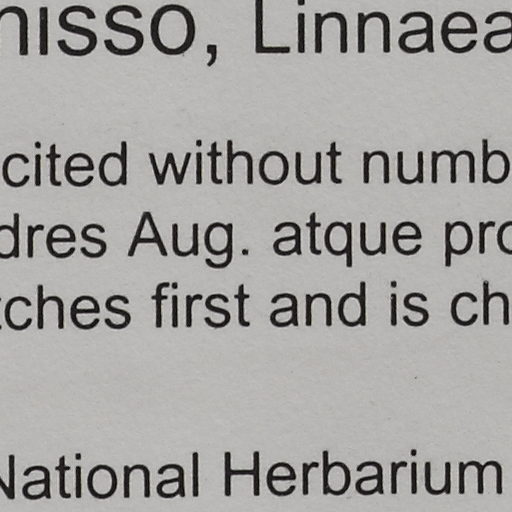 nisso, Linnaea
cited without numb
dres Aug. atque pro
tches first and is ch
National Herbarium